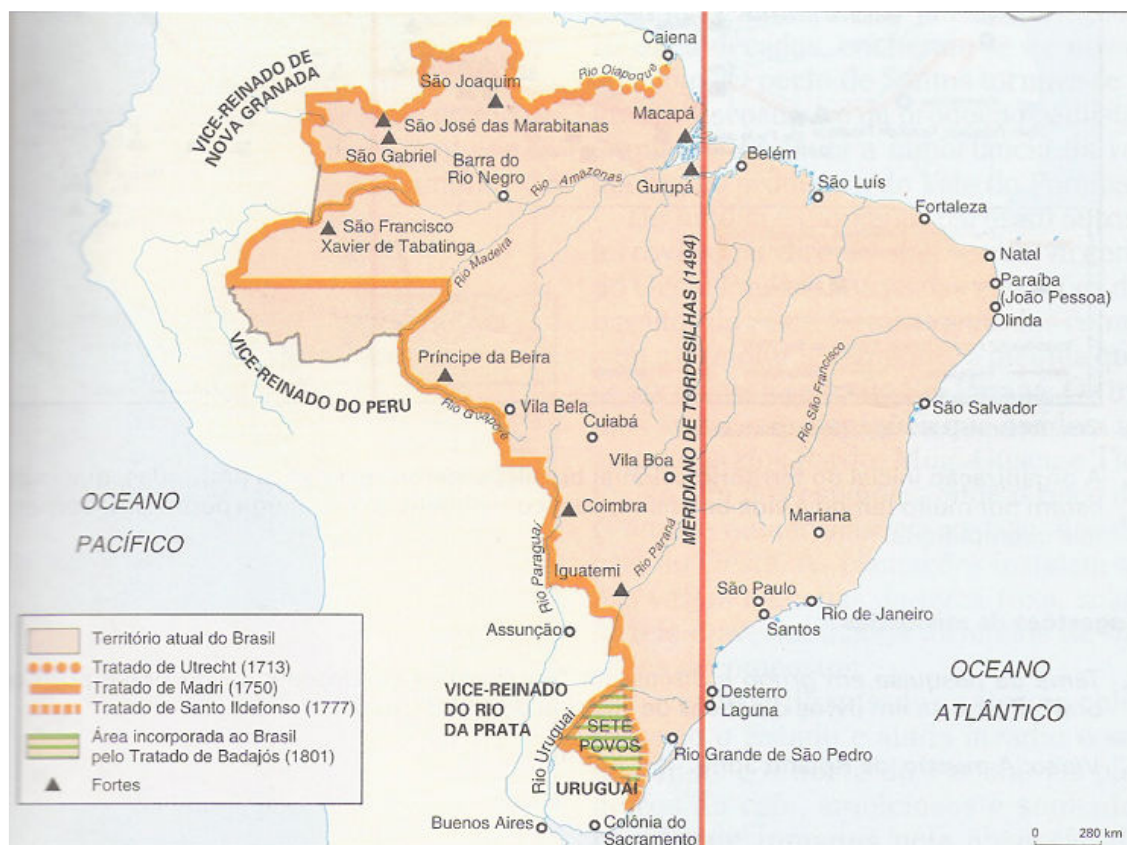 Caiena
Rio Oiapoque
VICE-REINADO DE
NOVA GRANADA
São Joaquim
Macapá
São José das Marabitanas
São Gabriel
Belém
Barra do
Rio Negro
Rio Amazonas
Gurupá
São Luís
Fortaleza
São Francisco
Xavier de Tabatinga
Rio Madeira
Natal
Paraíba
(João Pessoa)
Olinda
MERIDIANO DE TORDESILHAS (1494)
Rio São Francisco
VICE-REINADO DO PERU
Príncipe da Beira
Rio Guaporé
Vila Bela
São Salvador
Cuiabá
Vila Boa
OCEANO
PACÍFICO
Coimbra
Mariana
Rio Paraguai
Rio Paraná
Iguatemi
São Paulo
Rio de Janeiro
Santos
Assunção
Território atual do Brasil
Tratado de Utrecht (1713)
Tratado de Madri (1750)
Tratado de Santo Ildefonso (1777)
Área incorporada ao Brasil
pelo Tratado de Badajós (1801)
Fortes
VICE-REINADO
DO RIO
DA PRATA
OCEANO
ATLÂNTICO
Desterro
Laguna
SETE
POVOS
Rio Uruguai
Rio Grande de São Pedro
URUGUAI
Buenos Aires
Colônia do
Sacramento
0 280 km